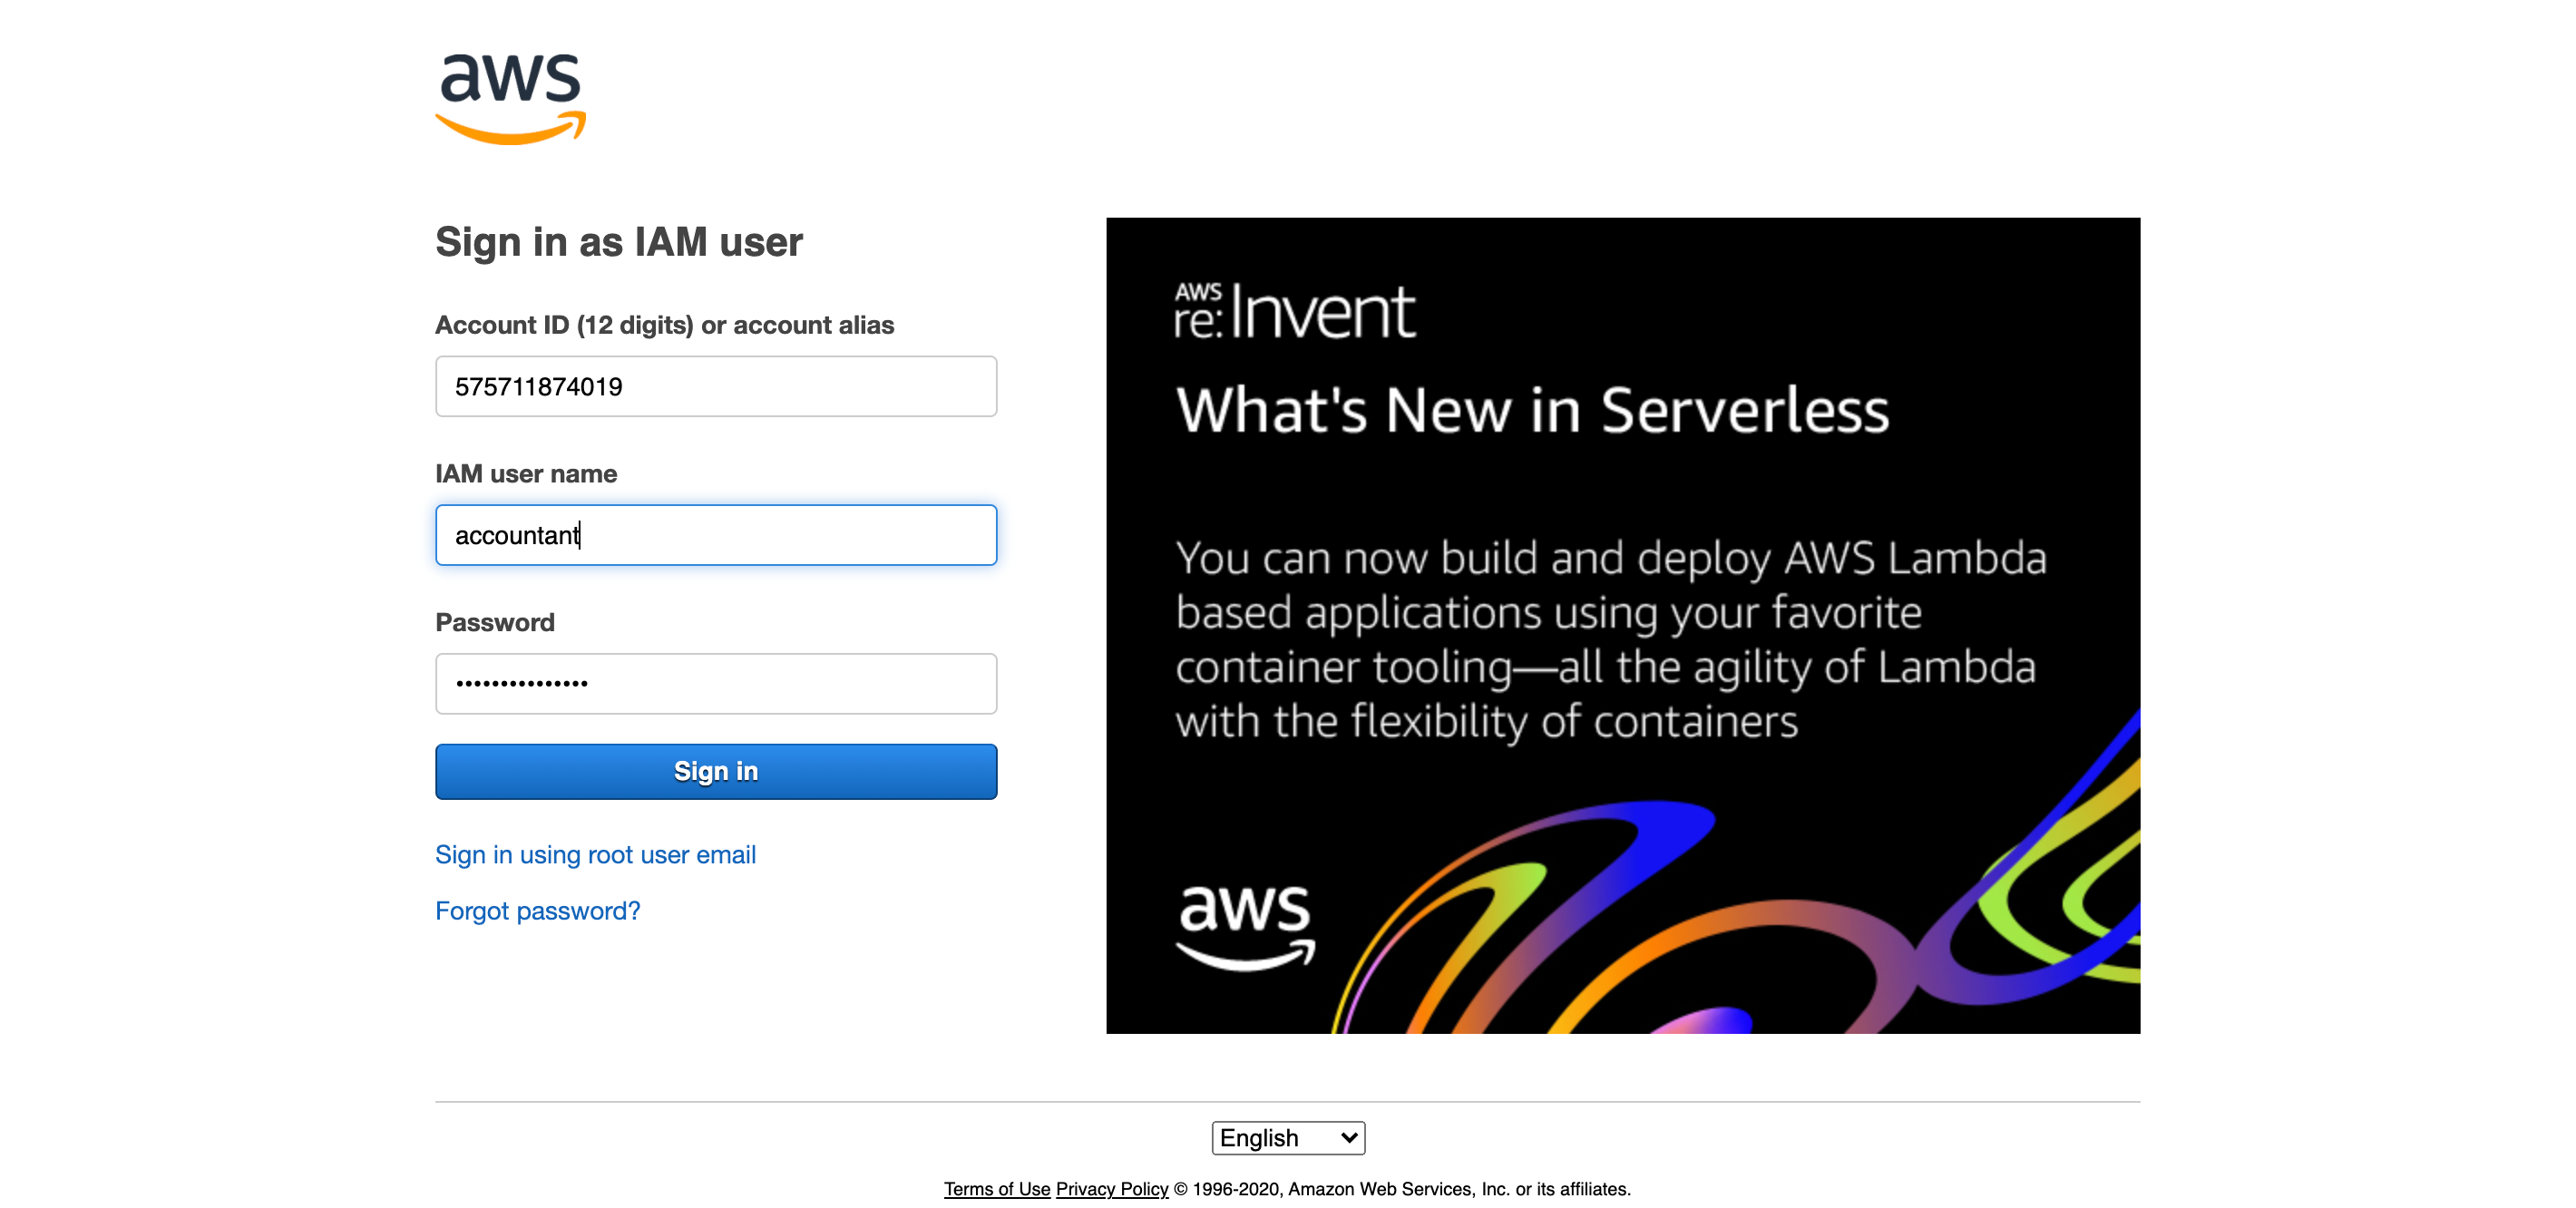 aws
Sign in as IAM user
Account ID (12 digits) or account alias
575711874019
IAM user name
accountant
Password
•••••••••••••••
Sign in
Sign in using root user email
Forgot password?
AWS
re:Invent
What's New in Serverless
You can now build and deploy AWS Lambda
based applications using your favorite
container tooling—all the agility of Lambda
with the flexibility of containers
aws
English
Terms of Use Privacy Policy © 1996-2020, Amazon Web Services, Inc. or its affiliates.